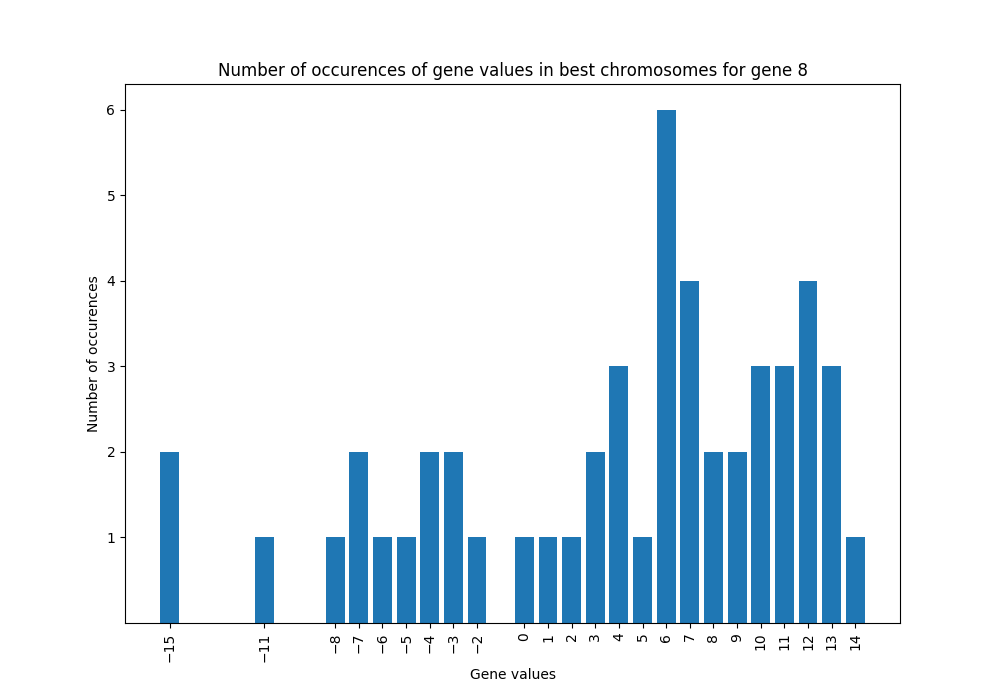 Number of occurences of gene values in best chromosomes for gene 8
6
5
4
3
2
1
Number of occurences
−15 −11 −8 −7 −6 −5 −4 −3 −2 0 1 2 3 4 5 6 7 8 9 10 11 12 13 14
Gene values